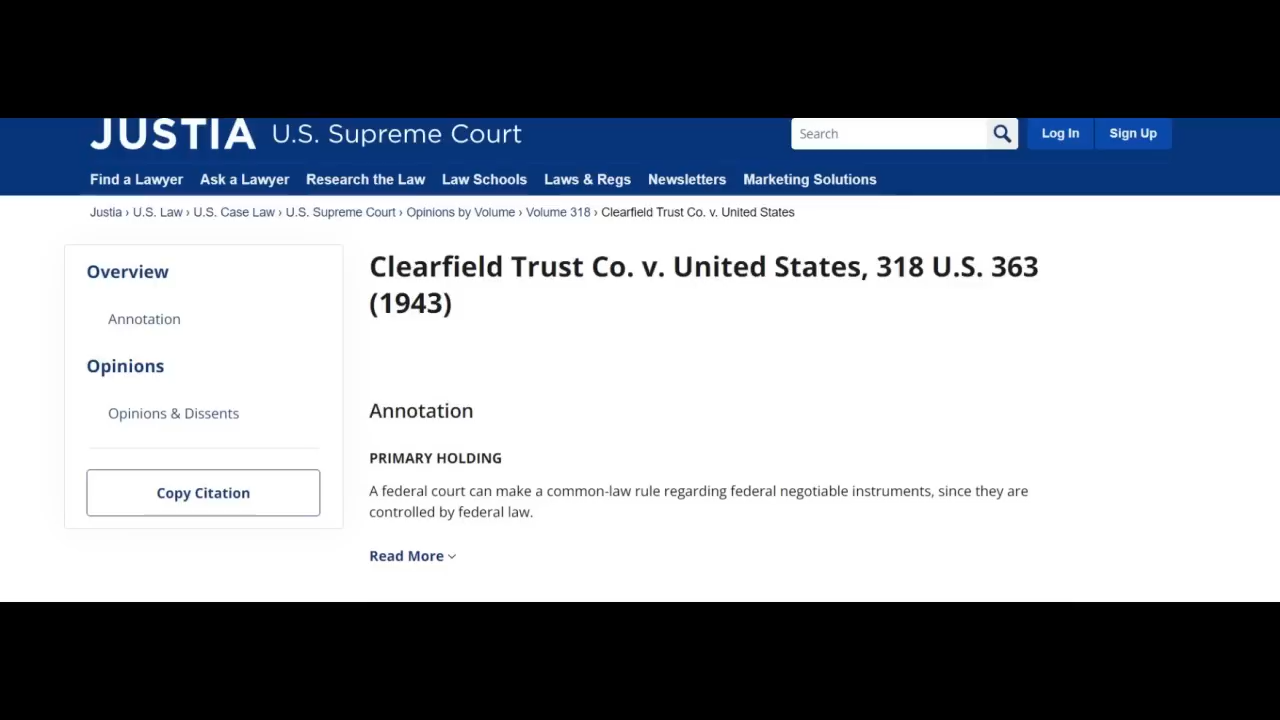 JUSTIA U.S. Supreme Court
Search
Log In
Sign Up
Find a Lawyer Ask a Lawyer Research the Law Law Schools Laws & Regs Newsletters Marketing Solutions
Justia › U.S. Law › U.S. Case Law › U.S. Supreme Court › Opinions by Volume › Volume 318 › Clearfield Trust Co. v. United States
Overview
Annotation
Opinions
Opinions & Dissents
Copy Citation
Clearfield Trust Co. v. United States, 318 U.S. 363
(1943)
Annotation
PRIMARY HOLDING
A federal court can make a common-law rule regarding federal negotiable instruments, since they are
controlled by federal law.
Read More